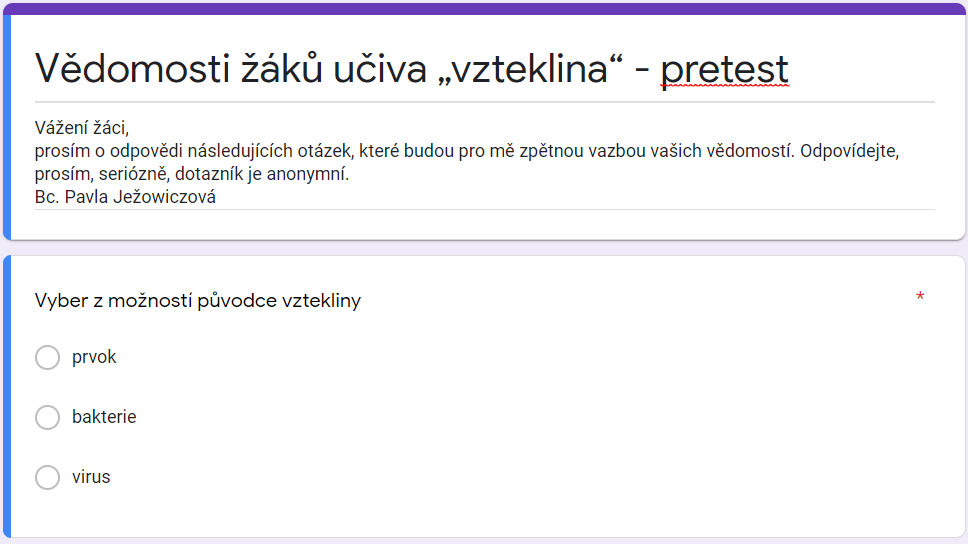 Vědomosti žáků učiva „vzteklina“ - pretest
Vážení žáci,
prosím o odpovědi následujících otázek, které budou pro mě zpětnou vazbou vašich vědomostí. Odpovídejte,
prosím, seriózně, dotazník je anonymní.
Bc. Pavla Ježowiczová
Vyber z možností původce vztekliny *
prvok
bakterie
virus